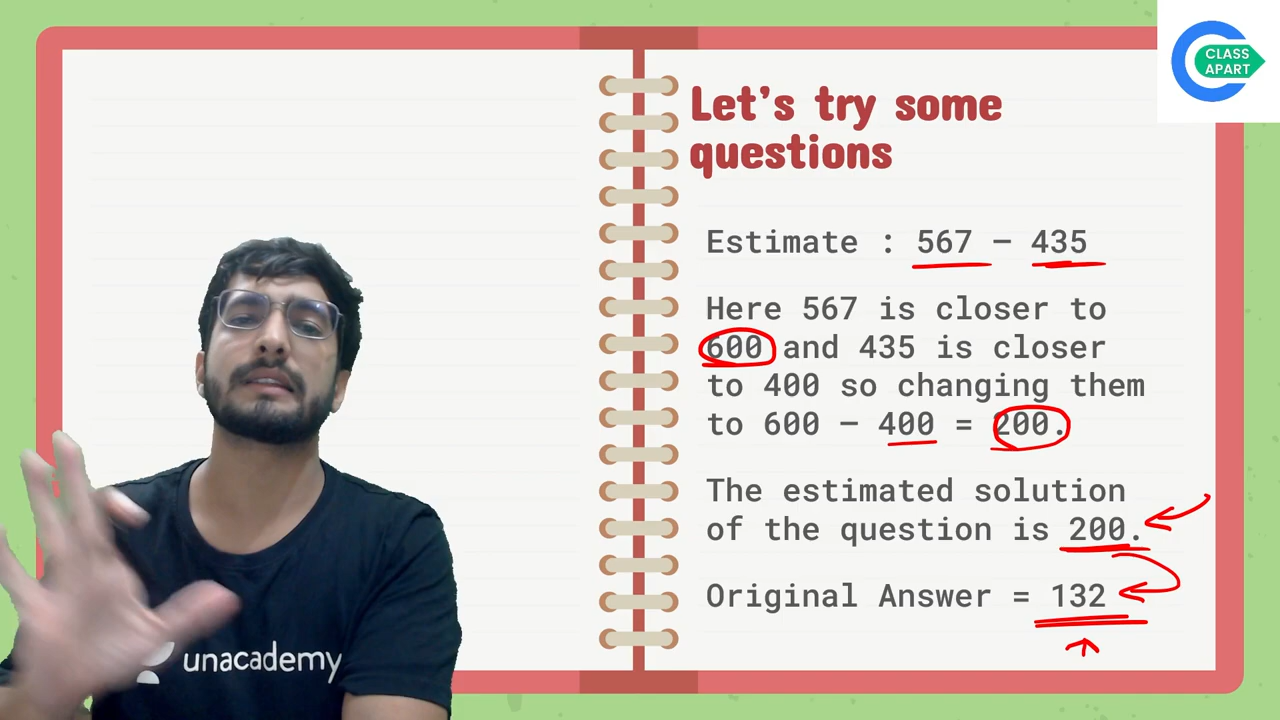 CLASS
APART
Let's try some
questions
Estimate : 567 – 435
Here 567 is closer to
600 and 435 is closer
to 400 so changing them
to 600 – 400 = 200.
The estimated solution
of the question is 200.
Original Answer = 132
unacademy